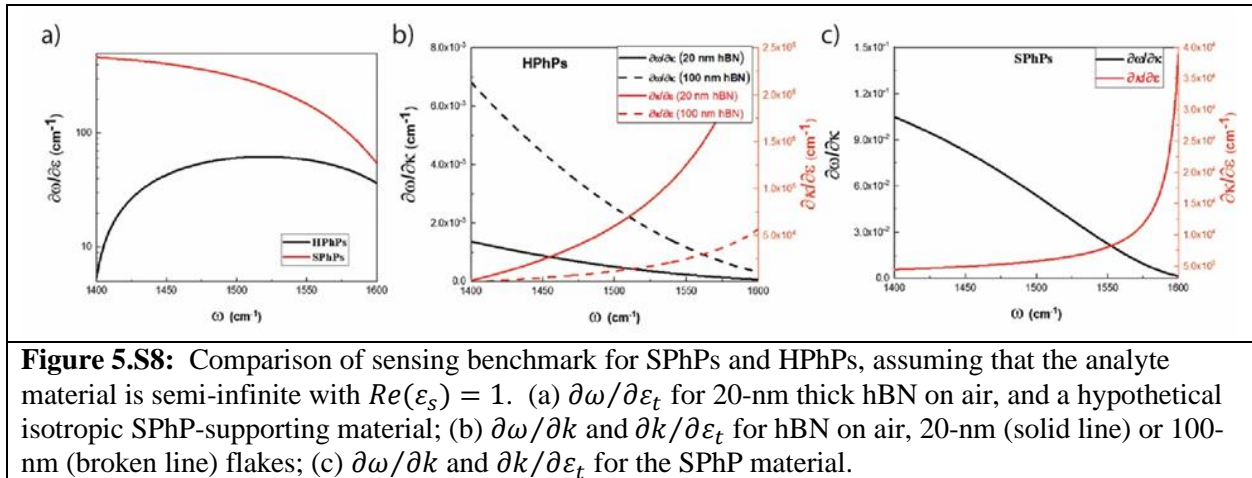 a)
b)
c)
100
10
∂ω/∂ε (cm⁻¹)
HPhPs
SPhPs
1400 1450 1500 1550 1600
ω (cm⁻¹)
8.0x10⁻³
6.0x10⁻³
4.0x10⁻³
2.0x10⁻³
0.0
∂ω/∂κ (cm⁻¹)
HPhPs
∂ω/∂κ (20 nm hBN)
∂ω/∂κ (100 nm hBN)
∂κ/∂ε (20 nm hBN)
∂κ/∂ε (100 nm hBN)
2.0x10⁵
1.5x10⁵
1.0x10⁵
5.0x10⁴
0
∂κ/∂ε (cm⁻¹)
1400 1450 1500 1550 1600
ω (cm⁻¹)
1.5x10⁻¹
1.2x10⁻¹
9.0x10⁻²
6.0x10⁻²
3.0x10⁻²
0.0
∂ω/∂κ (cm⁻¹)
SPhPs
∂ω/∂κ
∂κ/∂ε
4.0x10⁴
3.5x10⁴
3.0x10⁴
2.5x10⁴
2.0x10⁴
1.5x10⁴
1.0x10⁴
0.0
∂κ/∂ε (cm⁻¹)
1400 1450 1500 1550 1600
ω (cm⁻¹)
Figure 5.S8: Comparison of sensing benchmark for SPhPs and HPhPs, assuming that the analyte
material is semi-infinite with Re(εₛ) = 1. (a) ∂ω/∂εₜ for 20-nm thick hBN on air, and a hypothetical
isotropic SPhP-supporting material; (b) ∂ω/∂k and ∂k/∂εₜ for hBN on air, 20-nm (solid line) or 100-
nm (broken line) flakes; (c) ∂ω/∂k and ∂k/∂εₜ for the SPhP material.